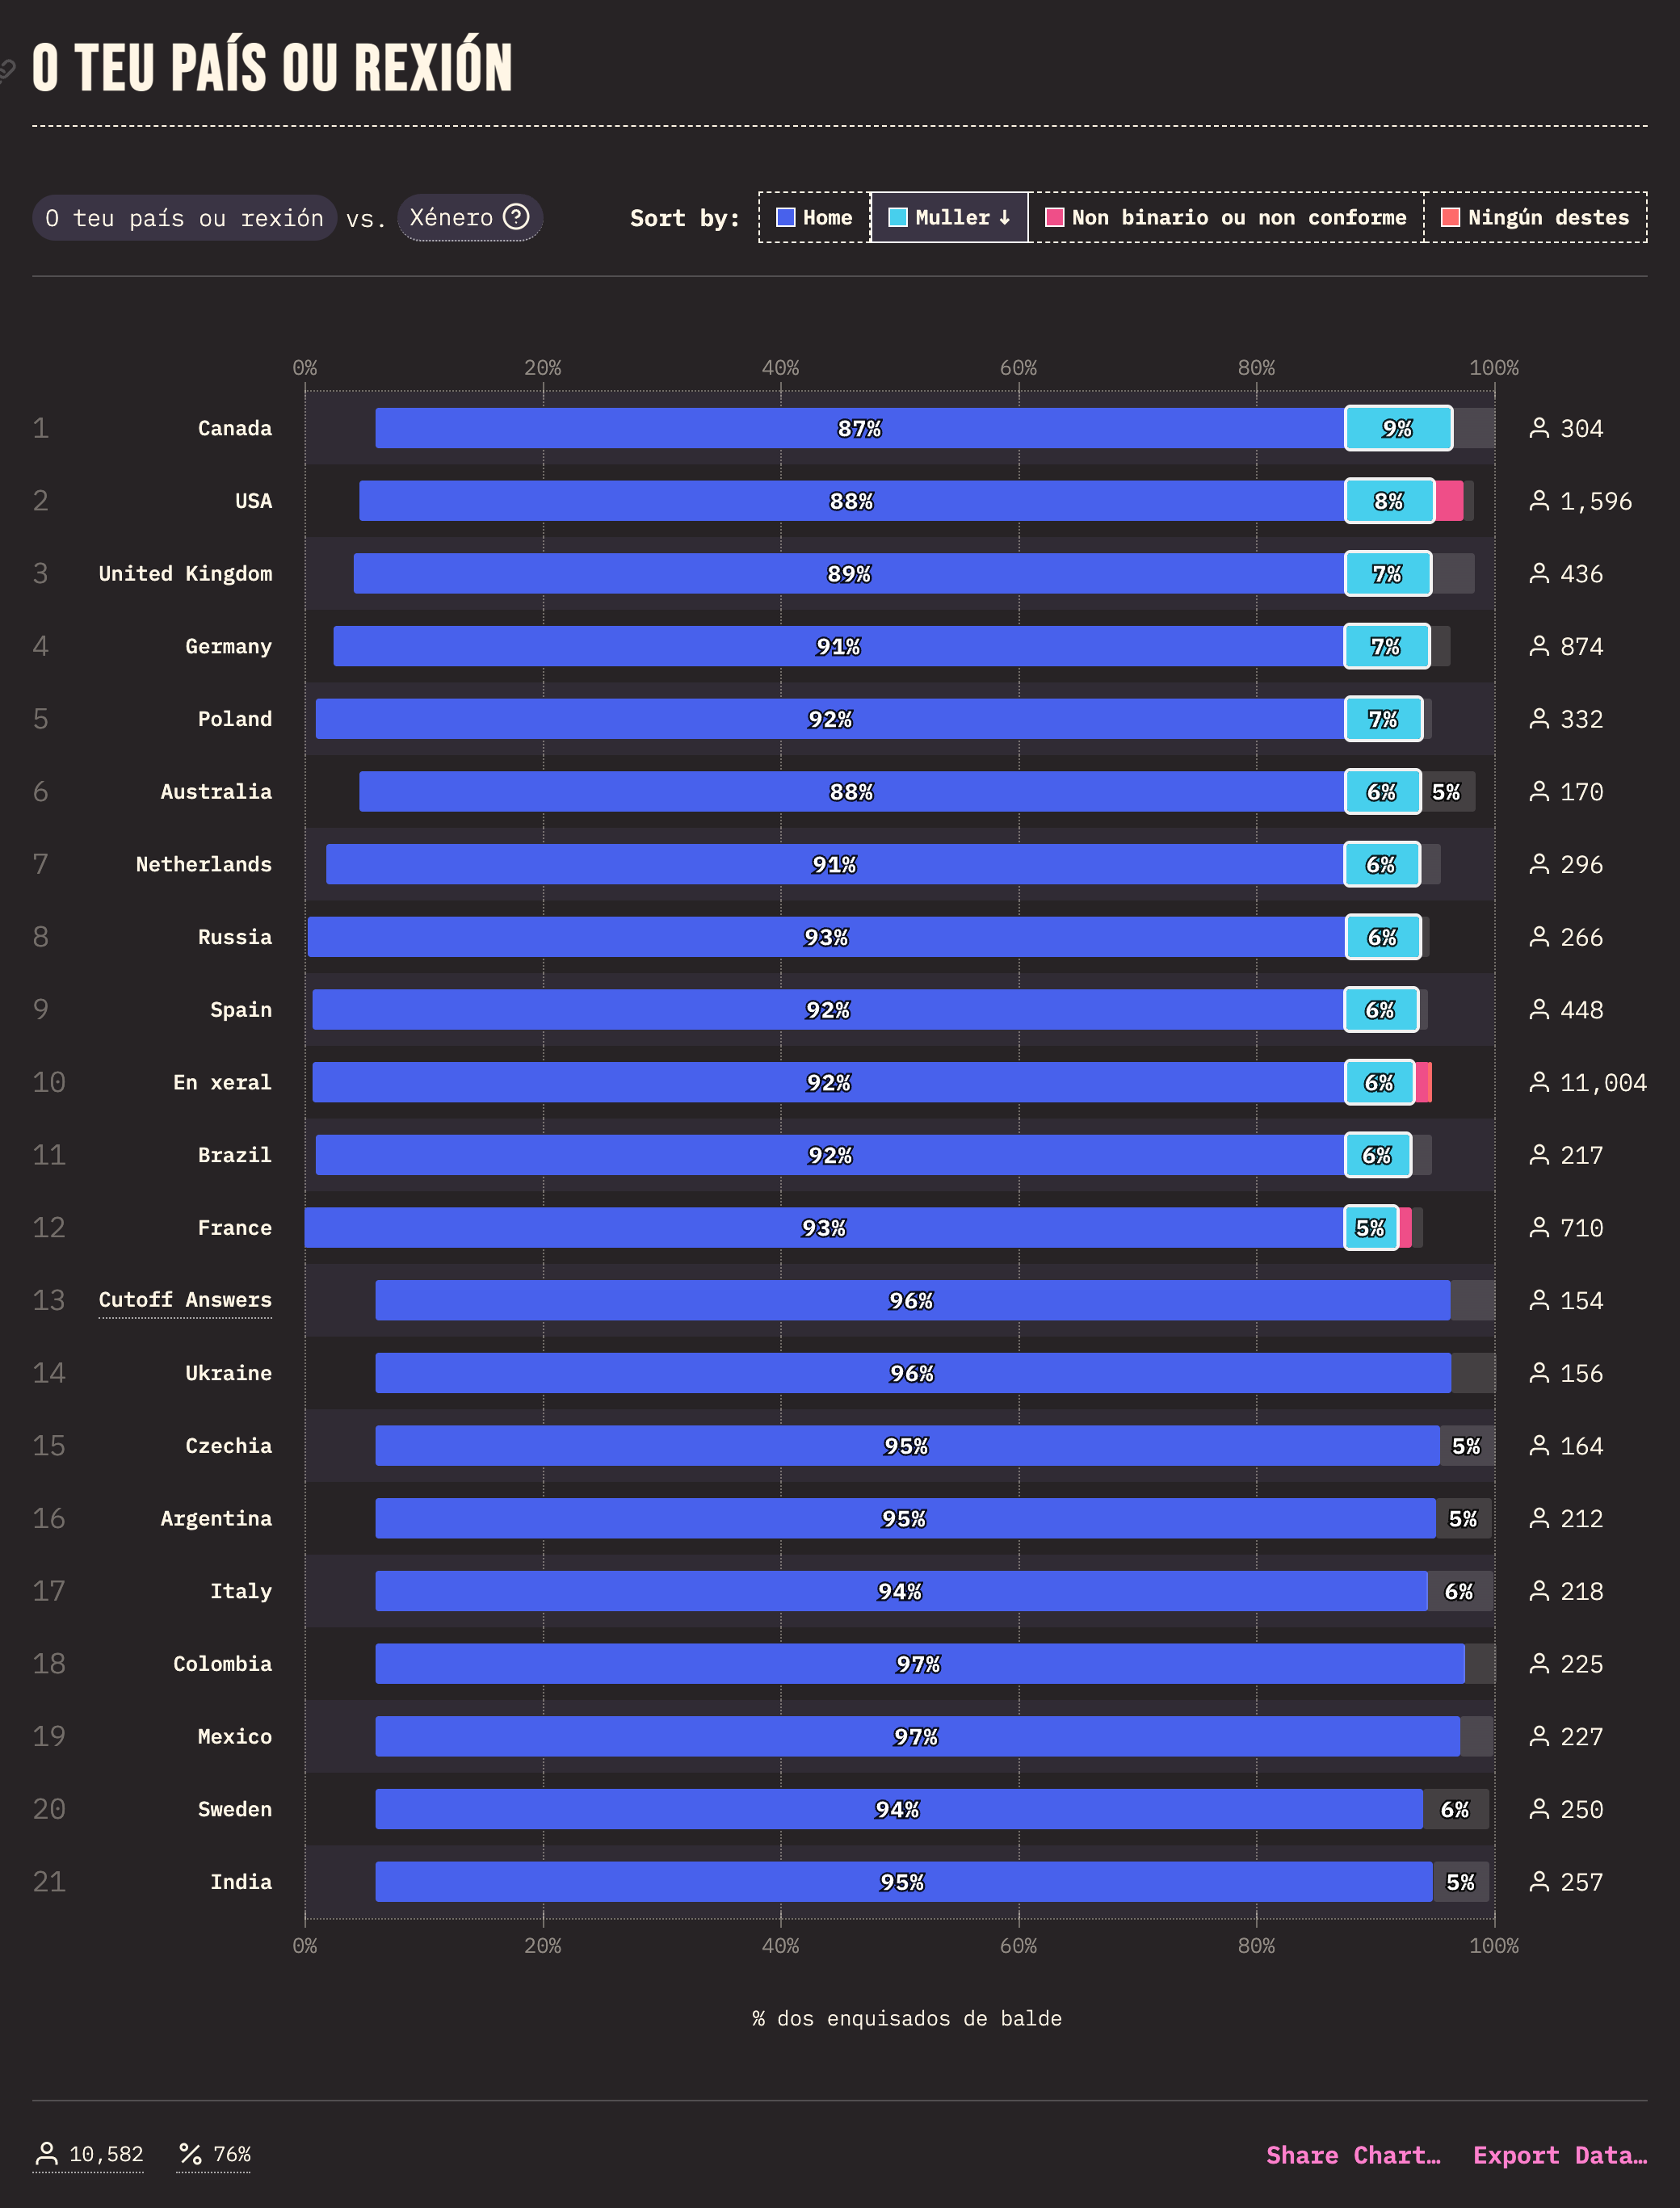 O TEU PAÍS OU REXIÓN
O teu país ou rexión vs. Xénero ? Sort by: Home Muller ↓ Non binario ou non conforme Ningún destes
0% 20% 40% 60% 80% 100%
1 Canada 87% 9% 304
2 USA 88% 8% 1,596
3 United Kingdom 89% 7% 436
4 Germany 91% 7% 874
5 Poland 92% 7% 332
6 Australia 88% 6% 5% 170
7 Netherlands 91% 6% 296
8 Russia 93% 6% 266
9 Spain 92% 6% 448
10 En xeral 92% 6% 11,004
11 Brazil 92% 6% 217
12 France 93% 5% 710
13 Cutoff Answers 96% 154
14 Ukraine 96% 156
15 Czechia 95% 5% 164
16 Argentina 95% 5% 212
17 Italy 94% 6% 218
18 Colombia 97% 225
19 Mexico 97% 227
20 Sweden 94% 6% 250
21 India 95% 5% 257
0% 20% 40% 60% 80% 100%
% dos enquisados de balde
10,582 % 76% Share Chart… Export Data…